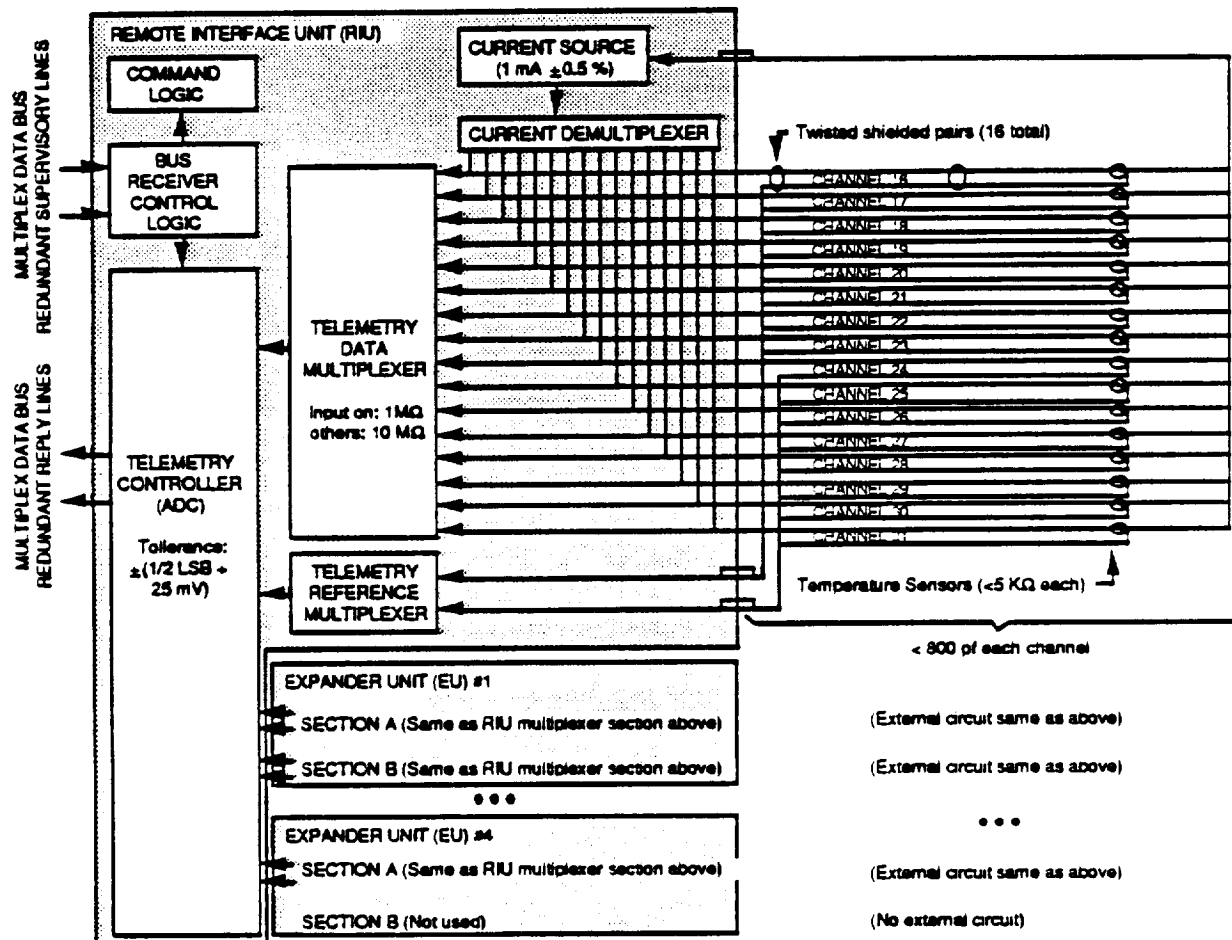 REMOTE INTERFACE UNIT (RIU)
COMMAND
LOGIC
CURRENT SOURCE
(1 mA ±0.5 %)
CURRENT DEMULTIPLEXER
MULTIPLEX DATA BUS
REDUNDANT SUPERVISORY LINES
BUS
RECEIVER
CONTROL
LOGIC
Twisted shielded pairs (16 total)
CHANNEL 16
CHANNEL 17
CHANNEL 18
CHANNEL 19
CHANNEL 20
CHANNEL 21
CHANNEL 22
CHANNEL 23
CHANNEL 24
CHANNEL 25
CHANNEL 26
CHANNEL 27
CHANNEL 28
CHANNEL 29
CHANNEL 30
CHANNEL
TELEMETRY
DATA
MULTIPLEXER
Input on: 1MΩ
others: 10 MΩ
MULTIPLEX DATA BUS
REDUNDANT REPLY LINES
TELEMETRY
CONTROLLER
(ADC)
Tollerance:
±(1/2 LSB +
25 mV)
TELEMETRY
REFERENCE
MULTIPLEXER
Temperature Sensors (<5 KΩ each)
< 800 pf each channel
EXPANDER UNIT (EU) #1
SECTION A (Same as RIU multiplexer section above)
(External circuit same as above)
SECTION B (Same as RIU multiplexer section above)
(External circuit same as above)
• • •
• • •
EXPANDER UNIT (EU) #4
SECTION A (Same as RIU multiplexer section above)
(External circuit same as above)
SECTION B (Not used)
(No external circuit)